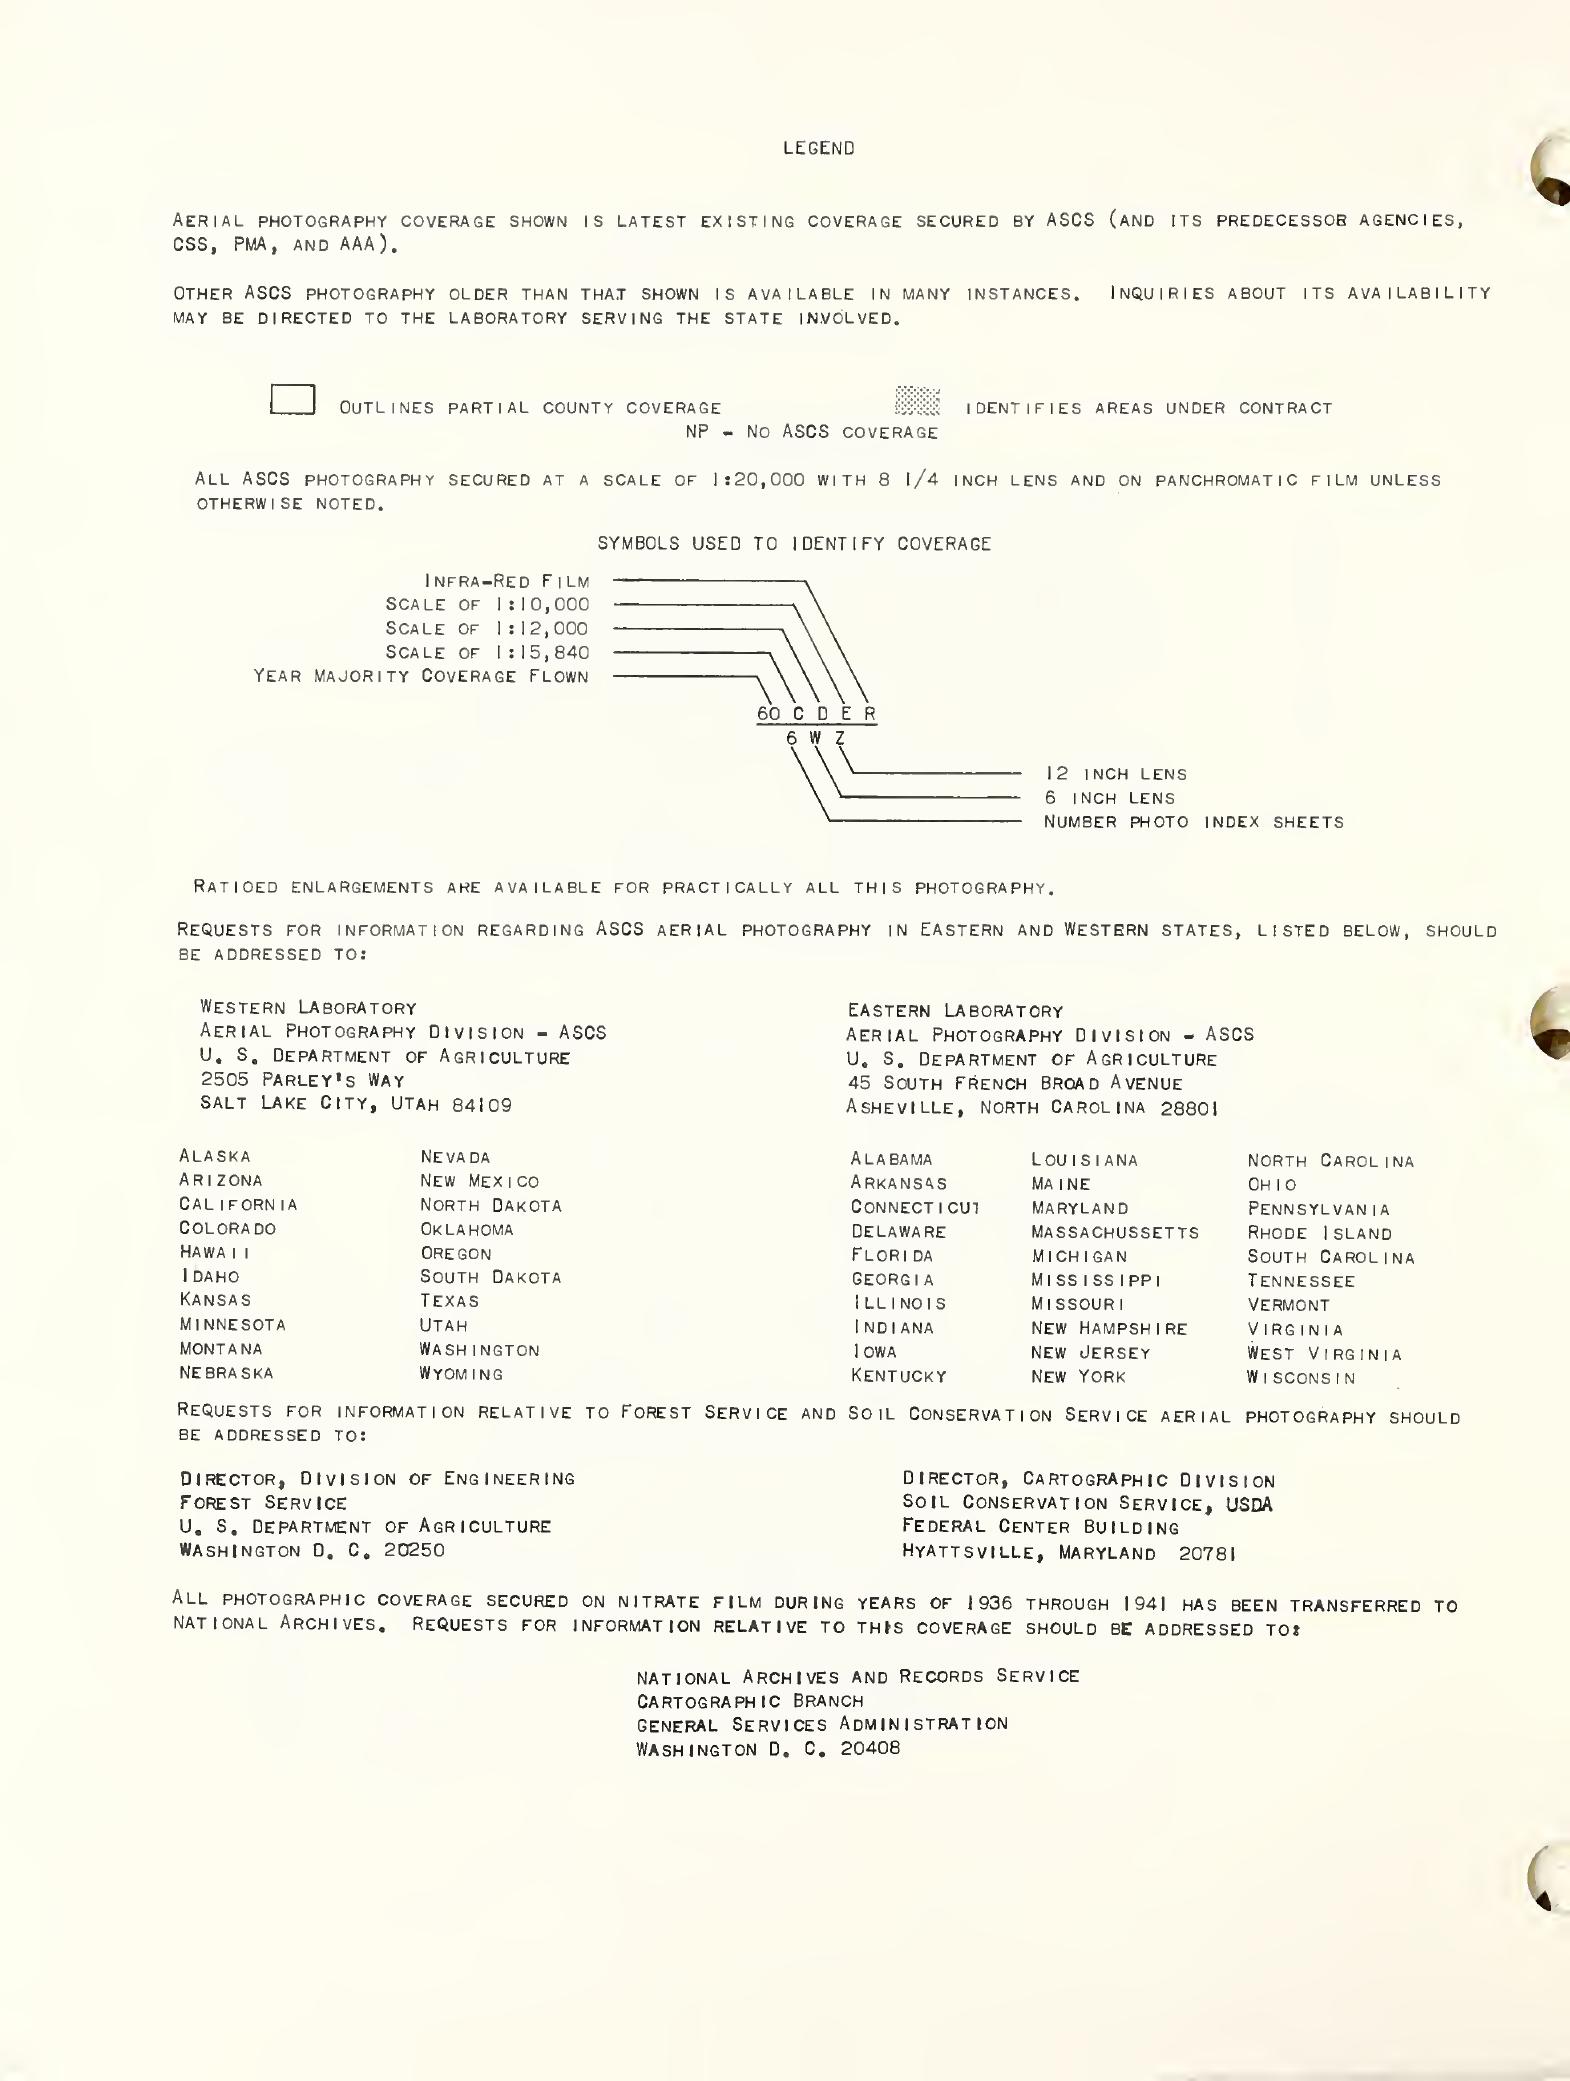 LEGEND
AERIAL PHOTOGRAPHY COVERAGE SHOWN IS LATEST EXISTING COVERAGE SECURED BY ASCS (AND ITS PREDECESSOR AGENCIES,
CSS, PMA, AND AAA).
OTHER ASCS PHOTOGRAPHY OLDER THAN THAT SHOWN IS AVAILABLE IN MANY INSTANCES. INQUIRIES ABOUT ITS AVAILABILITY
MAY BE DIRECTED TO THE LABORATORY SERVING THE STATE INVOLVED.
OUTLINES PARTIAL COUNTY COVERAGE
IDENTIFIES AREAS UNDER CONTRACT
NP - NO ASCS COVERAGE
ALL ASCS PHOTOGRAPHY SECURED AT A SCALE OF 1:20,000 WITH 8 1/4 INCH LENS AND ON PANCHROMATIC FILM UNLESS
OTHERWISE NOTED.
SYMBOLS USED TO IDENTIFY COVERAGE
INFRA-RED FILM
SCALE OF 1:10,000
SCALE OF 1:12,000
SCALE OF 1:15,840
YEAR MAJORITY COVERAGE FLOWN
60 C D E R
6 W Z
12 INCH LENS
6 INCH LENS
NUMBER PHOTO INDEX SHEETS
RATIOED ENLARGEMENTS ARE AVAILABLE FOR PRACTICALLY ALL THIS PHOTOGRAPHY.
REQUESTS FOR INFORMATION REGARDING ASCS AERIAL PHOTOGRAPHY IN EASTERN AND WESTERN STATES, LISTED BELOW, SHOULD
BE ADDRESSED TO:
WESTERN LABORATORY
AERIAL PHOTOGRAPHY DIVISION - ASCS
U. S. DEPARTMENT OF AGRICULTURE
2505 PARLEY'S WAY
SALT LAKE CITY, UTAH 84109
EASTERN LABORATORY
AERIAL PHOTOGRAPHY DIVISION - ASCS
U. S. DEPARTMENT OF AGRICULTURE
45 SOUTH FRENCH BROAD AVENUE
ASHEVILLE, NORTH CAROLINA 28801
ALASKA
ARIZONA
CALIFORNIA
COLORADO
HAWAII
IDAHO
KANSAS
MINNESOTA
MONTANA
NEBRASKA
NEVADA
NEW MEXICO
NORTH DAKOTA
OKLAHOMA
OREGON
SOUTH DAKOTA
TEXAS
UTAH
WASHINGTON
WYOMING
ALABAMA
ARKANSAS
CONNECTICUT
DELAWARE
FLORIDA
GEORGIA
ILLINOIS
INDIANA
IOWA
KENTUCKY
LOUISIANA
MAINE
MARYLAND
MASSACHUSSETTS
MICHIGAN
MISSISSIPPI
MISSOURI
NEW HAMPSHIRE
NEW JERSEY
NEW YORK
NORTH CAROLINA
OHIO
PENNSYLVANIA
RHODE ISLAND
SOUTH CAROLINA
TENNESSEE
VERMONT
VIRGINIA
WEST VIRGINIA
WISCONSIN
REQUESTS FOR INFORMATION RELATIVE TO FOREST SERVICE AND SOIL CONSERVATION SERVICE AERIAL PHOTOGRAPHY SHOULD
BE ADDRESSED TO:
DIRECTOR, DIVISION OF ENGINEERING
FOREST SERVICE
U. S. DEPARTMENT OF AGRICULTURE
WASHINGTON D. C. 20250
DIRECTOR, CARTOGRAPHIC DIVISION
SOIL CONSERVATION SERVICE, USDA
FEDERAL CENTER BUILDING
HYATTSVILLE, MARYLAND 20781
ALL PHOTOGRAPHIC COVERAGE SECURED ON NITRATE FILM DURING YEARS OF 1936 THROUGH 1941 HAS BEEN TRANSFERRED TO
NATIONAL ARCHIVES. REQUESTS FOR INFORMATION RELATIVE TO THIS COVERAGE SHOULD BE ADDRESSED TO:
NATIONAL ARCHIVES AND RECORDS SERVICE
CARTOGRAPHIC BRANCH
GENERAL SERVICES ADMINISTRATION
WASHINGTON D. C. 20408